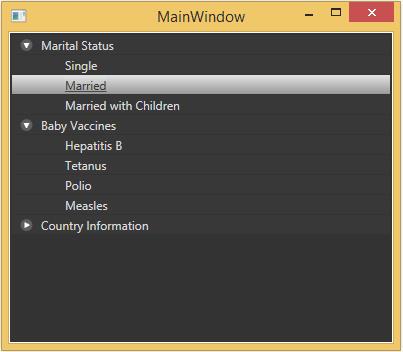 MainWindow
Marital Status
Single
Married
Married with Children
Baby Vaccines
Hepatitis B
Tetanus
Polio
Measles
Country Information